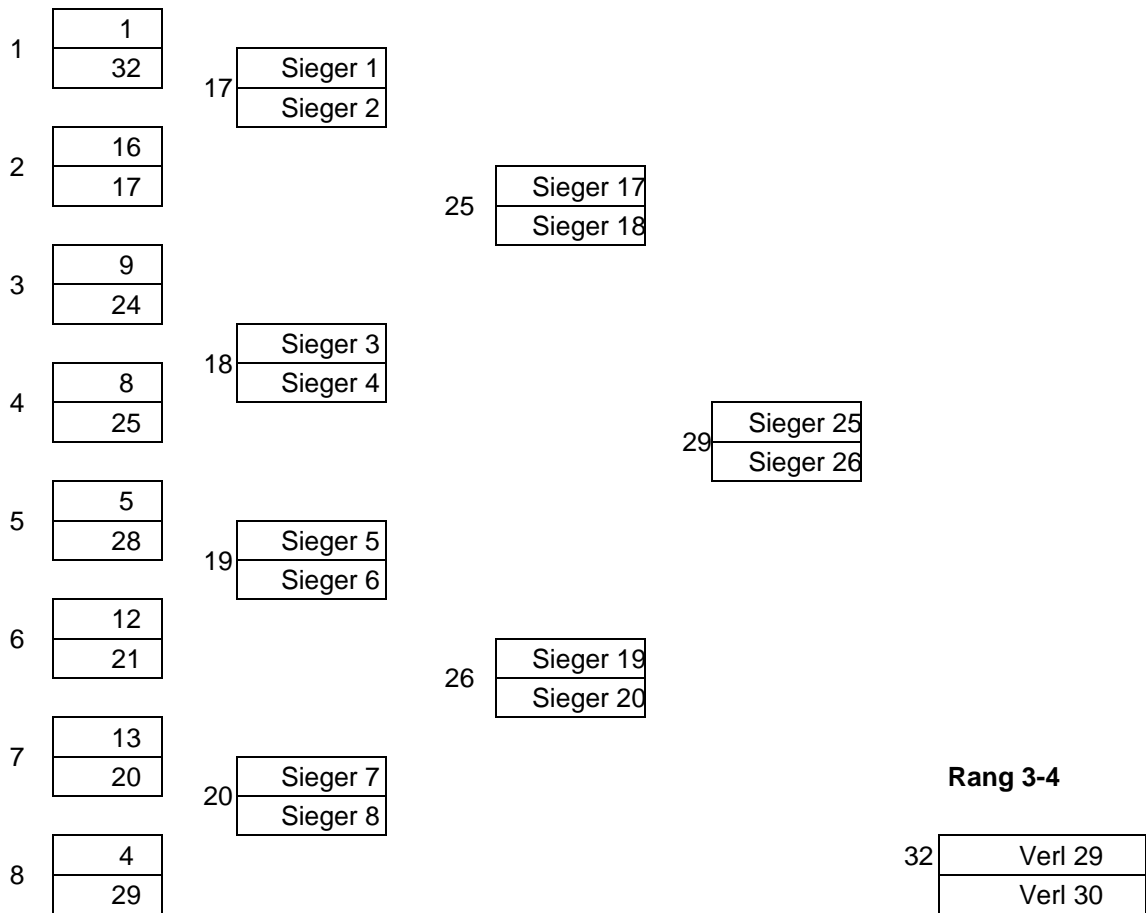 1
1
32
17
Sieger 1
Sieger 2
2
16
17
25
Sieger 17
Sieger 18
3
9
24
18
Sieger 3
Sieger 4
4
8
25
29
Sieger 25
Sieger 26
5
5
28
19
Sieger 5
Sieger 6
6
12
21
26
Sieger 19
Sieger 20
7
13
20
20
Sieger 7
Sieger 8
Rang 3-4
8
4
29
32
Verl 29
Verl 30